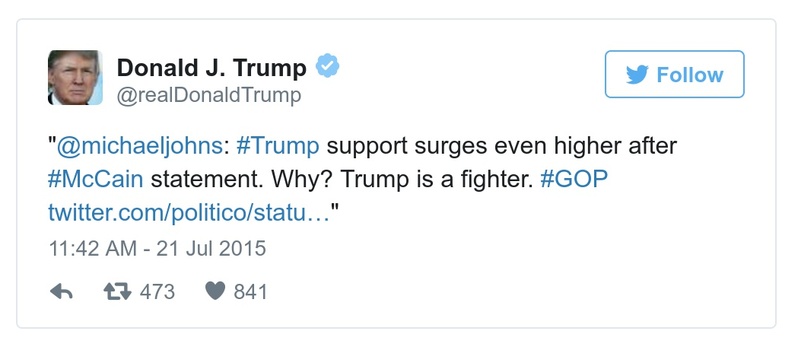 Donald J. Trump
@realDonaldTrump
Follow
"@michaeljohns: #Trump support surges even higher after
#McCain statement. Why? Trump is a fighter. #GOP
twitter.com/politico/statu…"
11:42 AM - 21 Jul 2015
473 841